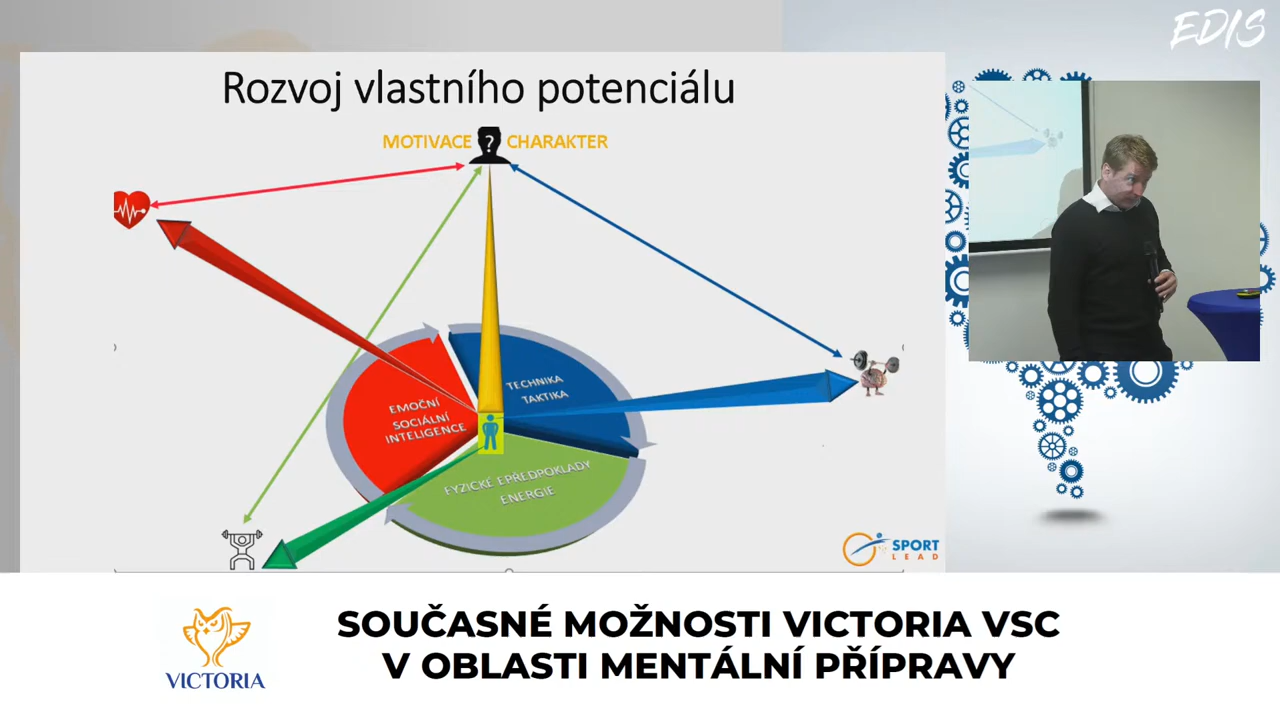 EDIS
Rozvoj vlastního potenciálu
MOTIVACE ? CHARAKTER
TECHNIKA
TAKTIKA
EMOČNÍ
SOCIÁLNÍ
INTELIGENCE
FYZICKÉ EPŘEDPOKLADY
ENERGIE
SPORT
LEAD
VICTORIA
SOUČASNÉ MOŽNOSTI VICTORIA VSC
V OBLASTI MENTÁLNÍ PŘÍPRAVY